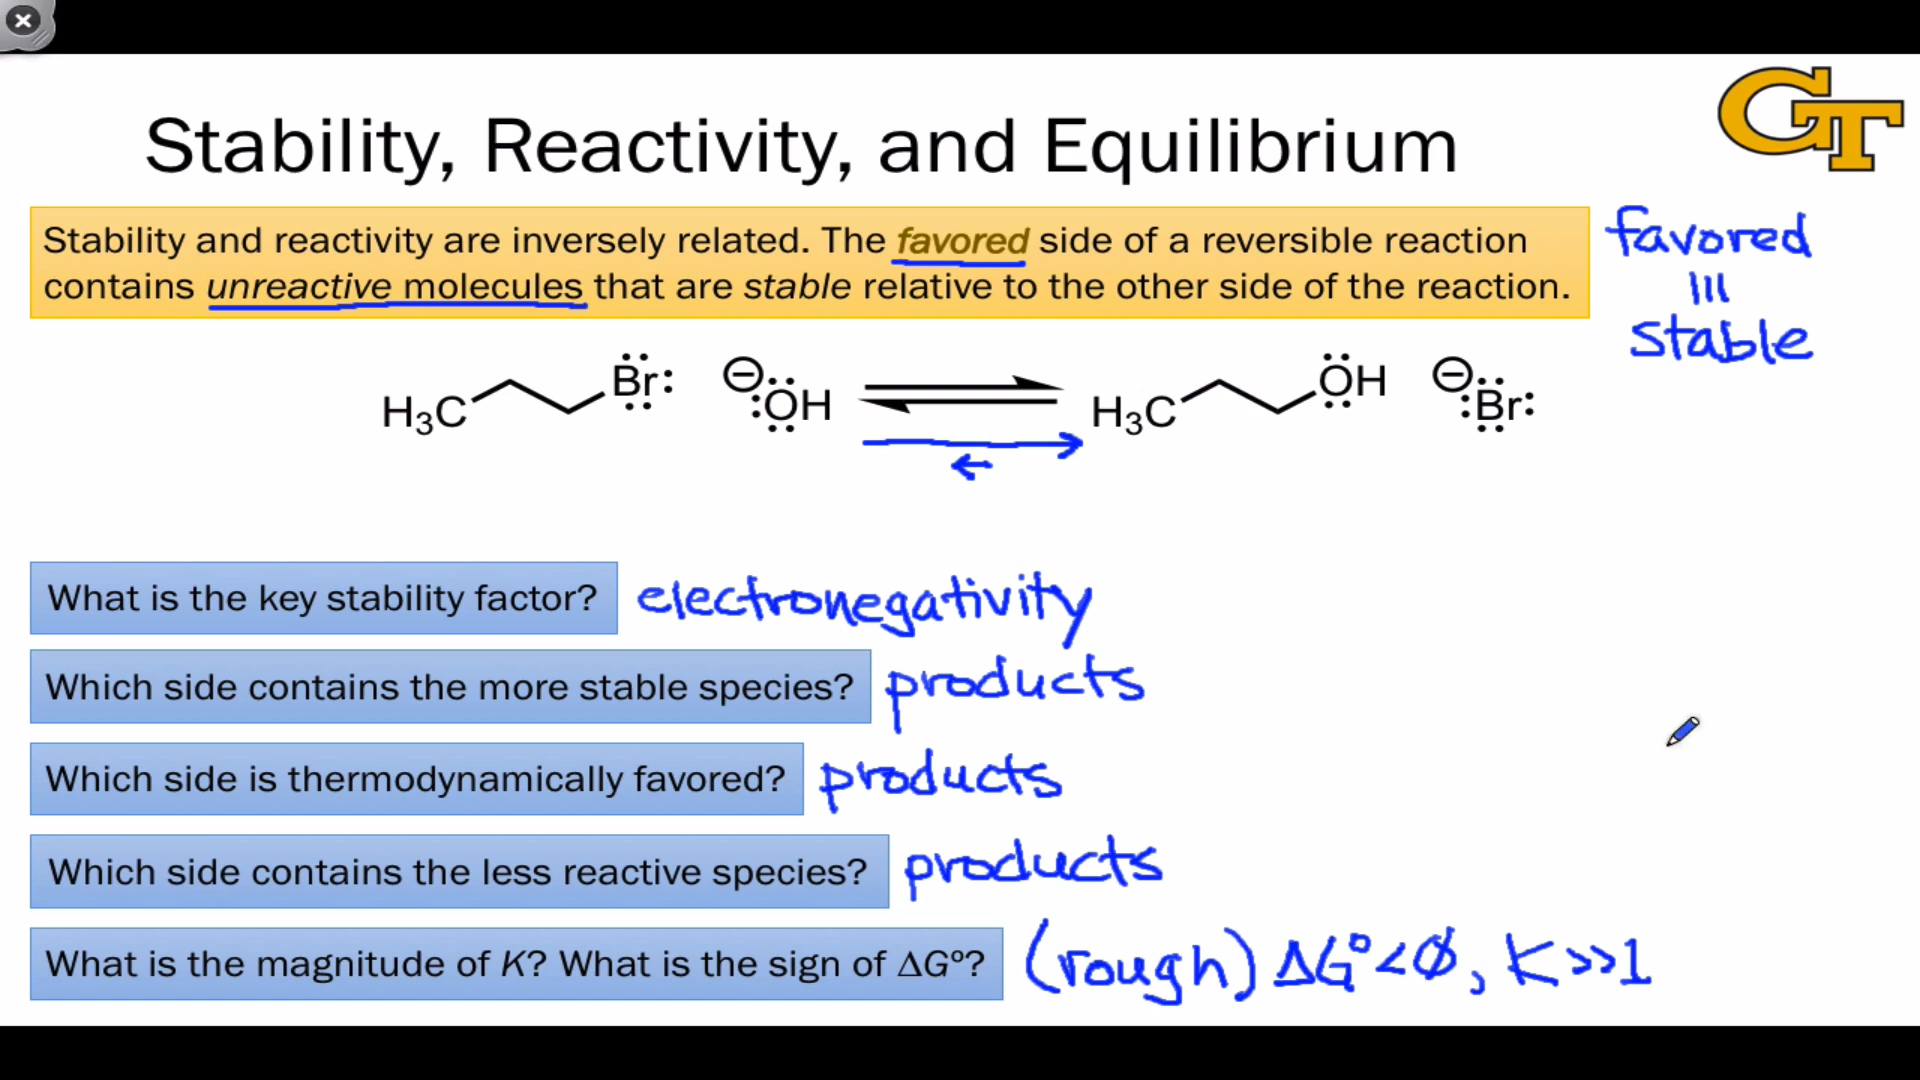 GT
Stability, Reactivity, and Equilibrium
Stability and reactivity are inversely related. The favored side of a reversible reaction
contains unreactive molecules that are stable relative to the other side of the reaction.
favored
≡
stable
H₃C Br ⊖ OH ⇌ H₃C OH ⊖ Br
What is the key stability factor? electronegativity
Which side contains the more stable species? products
Which side is thermodynamically favored? products
Which side contains the less reactive species? products
What is the magnitude of K? What is the sign of ΔG°? (rough) ΔG° < 0, K >> 1